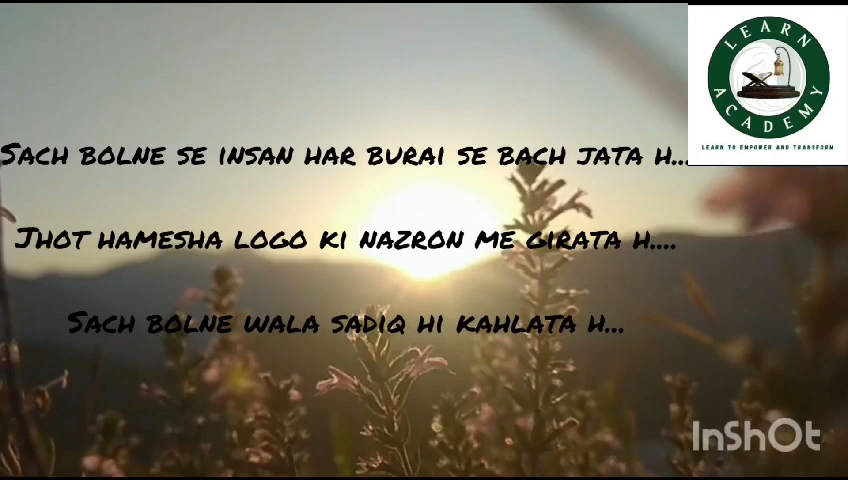 LEARN ACADEMY
LEARN TO EMPOWER AND TRANSFORM
SACH BOLNE SE INSAN HAR BURAI SE BACH JATA H...
JHOT HAMESHA LOGO KI NAZRON ME GIRATA H....
SACH BOLNE WALA SADIQ HI KAHLATA H...
InShOt